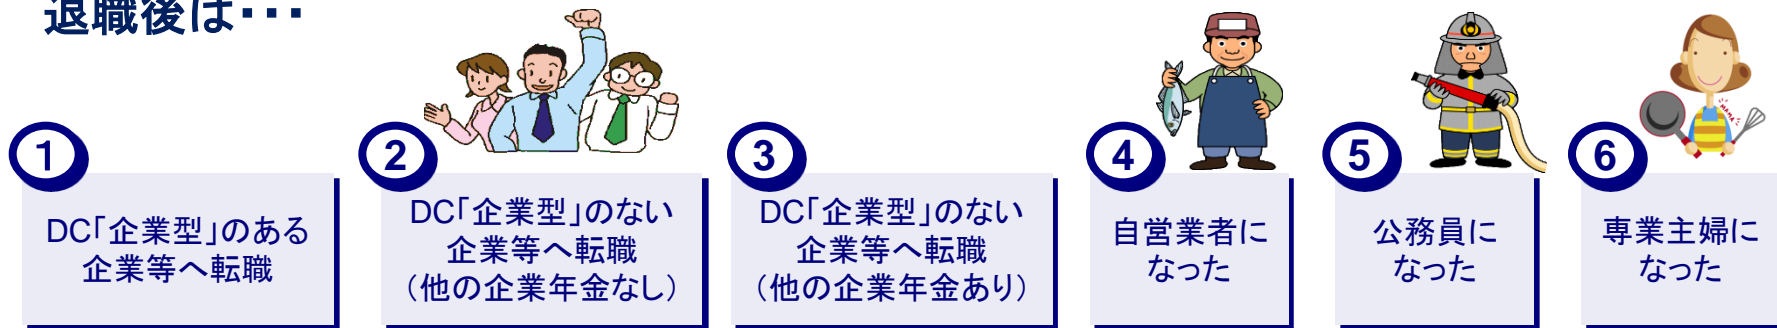 退職後は・・・
1
DC「企業型」のある
企業等へ転職
2
DC「企業型」のない
企業等へ転職
（他の企業年金なし）
3
DC「企業型」のない
企業等へ転職
（他の企業年金あり）
4
自営業者に
なった
5
公務員に
なった
6
専業主婦に
なった